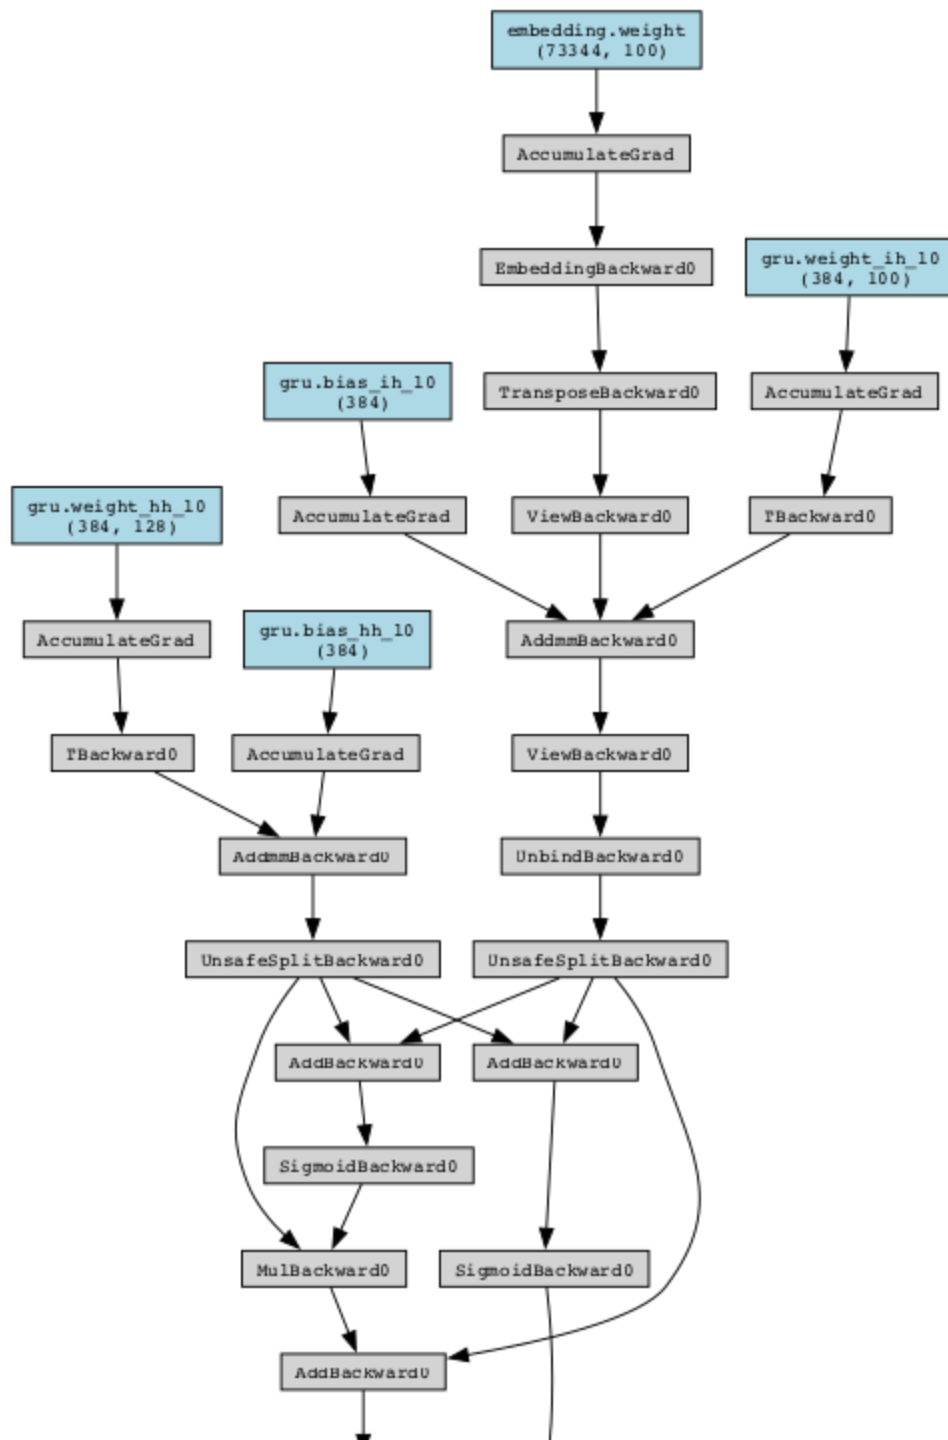 embedding.weight
(73344, 100)
AccumulateGrad
EmbeddingBackward0
gru.weight_ih_l0
(384, 100)
gru.bias_ih_l0
(384)
TransposeBackward0
AccumulateGrad
gru.weight_hh_l0
(384, 128)
AccumulateGrad
ViewBackward0
TBackward0
AccumulateGrad
gru.bias_hh_l0
(384)
AddmmBackward0
TBackward0
AccumulateGrad
ViewBackward0
AddmmBackward0
UnbindBackward0
UnsafeSplitBackward0
UnsafeSplitBackward0
AddBackward0
AddBackward0
SigmoidBackward0
MulBackward0
SigmoidBackward0
AddBackward0